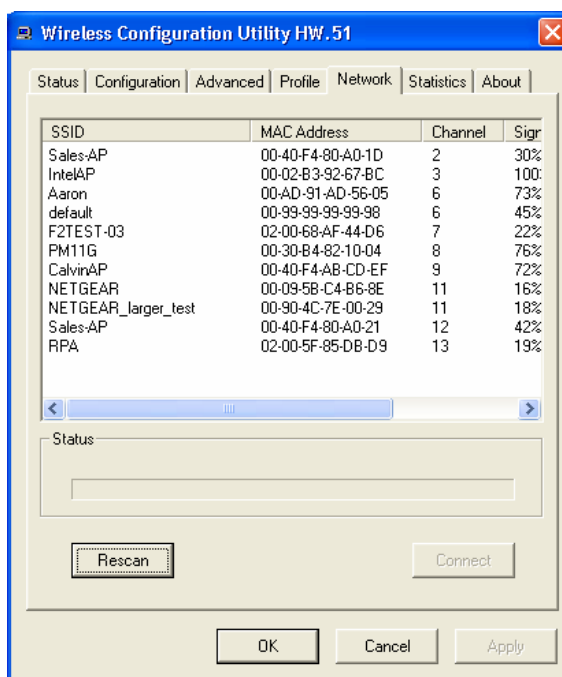 Wireless Configuration Utility HW.51
Status Configuration Advanced Profile Network Statistics About
SSID MAC Address Channel Sigr
Sales-AP 00-40-F4-80-A0-1D 2 30%
IntelAP 00-02-B3-92-67-BC 3 100:
Aaron 00-AD-91-AD-56-05 6 73%
default 00-99-99-99-99-98 6 45%
F2TEST-03 02-00-68-AF-44-D6 7 22%
PM11G 00-30-B4-82-10-04 8 76%
CalvinAP 00-40-F4-AB-CD-EF 9 72%
NETGEAR 00-09-5B-C4-B6-8E 11 16%
NETGEAR_larger_test 00-90-4C-7E-00-29 11 18%
Sales-AP 00-40-F4-80-A0-21 12 42%
RPA 02-00-5F-85-DB-D9 13 19%
Status
Rescan Connect
OK Cancel Apply